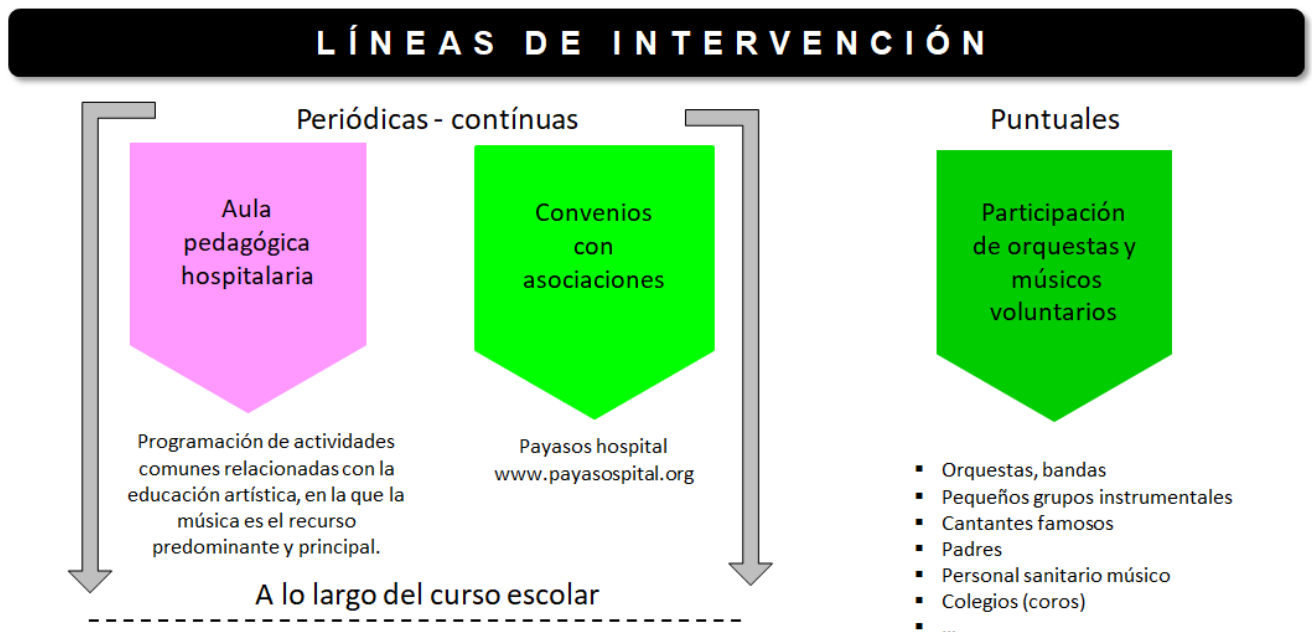 LÍNEAS DE INTERVENCIÓN
Periódicas - contínuas
Aula
pedagógica
hospitalaria
Convenios
con
asociaciones
Programación de actividades
comunes relacionadas con la
educación artística, en la que la
música es el recurso
predominante y principal.
Payasos hospital
www.payasospital.org
A lo largo del curso escolar
Puntuales
Participación
de orquestas y
músicos
voluntarios
▪ Orquestas, bandas
▪ Pequeños grupos instrumentales
▪ Cantantes famosos
▪ Padres
▪ Personal sanitario músico
▪ Colegios (coros)
▪ ...